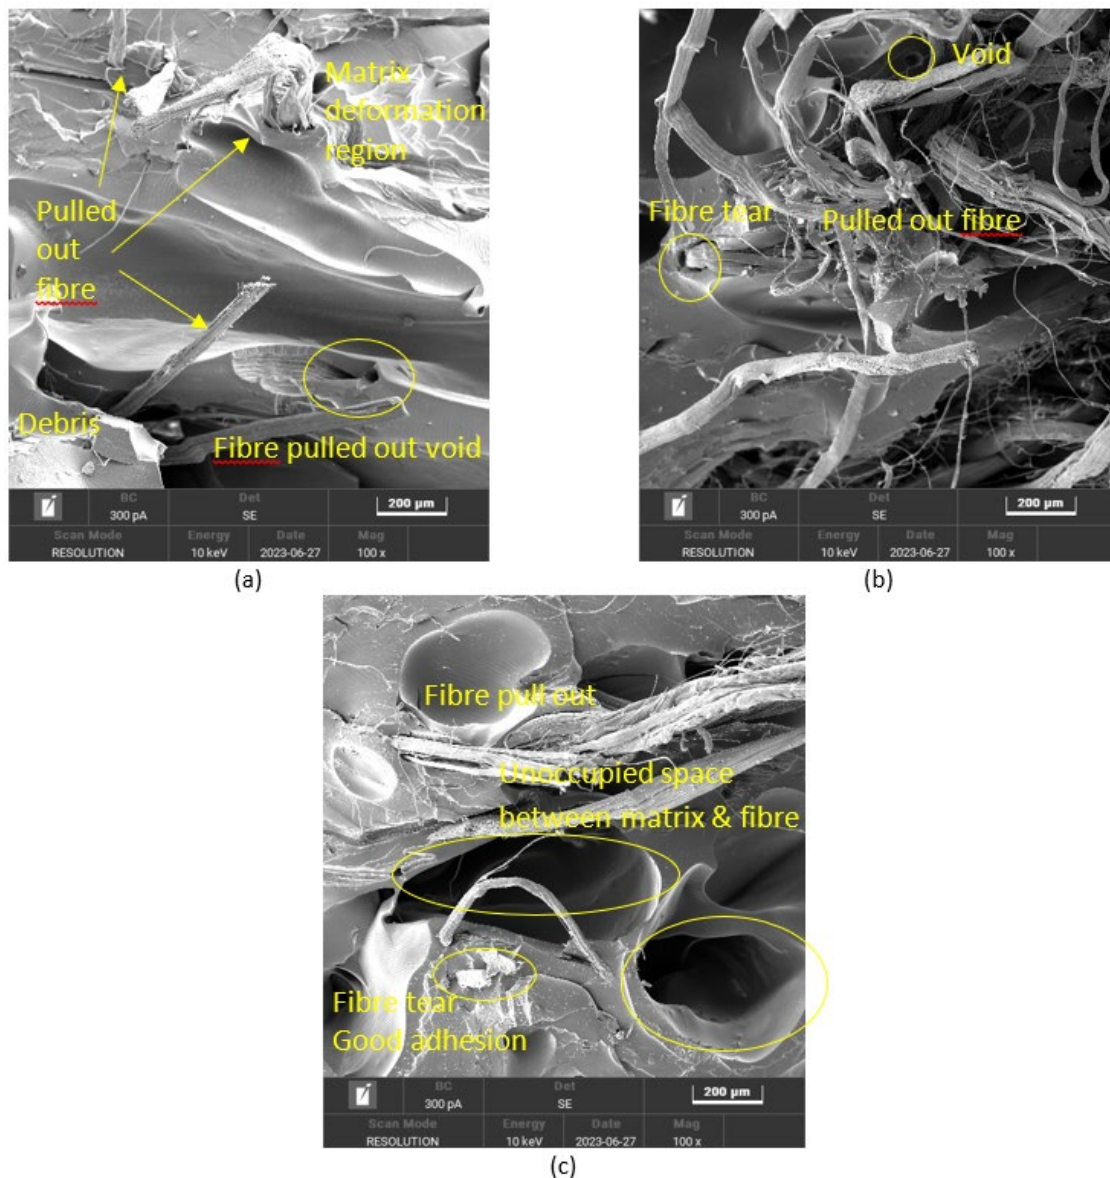 Matrix
deformation
region
Pulled
out
fibre
Debris
Fibre pulled out void
BC
300 pA
Det
SE
200 µm
Scan Mode
RESOLUTION
Energy
10 keV
Date
2023-06-27
Mag
100 x
(a)
Void
Fibre tear
Pulled out fibre
BC
300 pA
Det
SE
200 µm
Scan Mode
RESOLUTION
Energy
10 keV
Date
2023-06-27
Mag
100 x
(b)
Fibre pull out
Unoccupied space
between matrix & fibre
Fibre tear
Good adhesion
BC
300 pA
Det
SE
200 µm
Scan Mode
RESOLUTION
Energy
10 keV
Date
2023-06-27
Mag
100 x
(c)